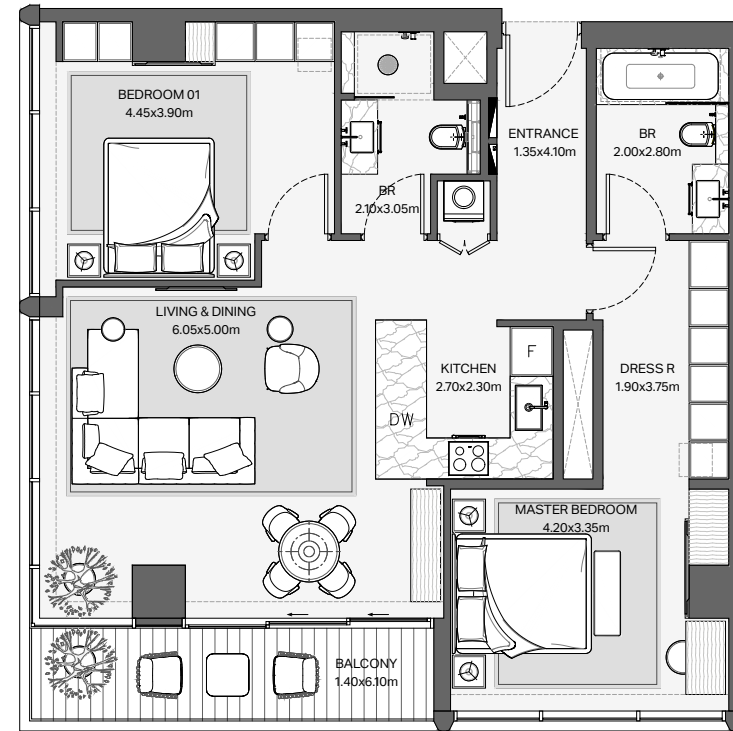 BEDROOM 01
4.45x3.90m
ENTRANCE
1.35x4.10m
BR
2.00x2.80m
BR
2.10x3.05m
LIVING & DINING
6.05x5.00m
KITCHEN
2.70x2.30m
F
DW
DRESS R
1.90x3.75m
MASTER BEDROOM
4.20x3.35m
BALCONY
1.40x6.10m